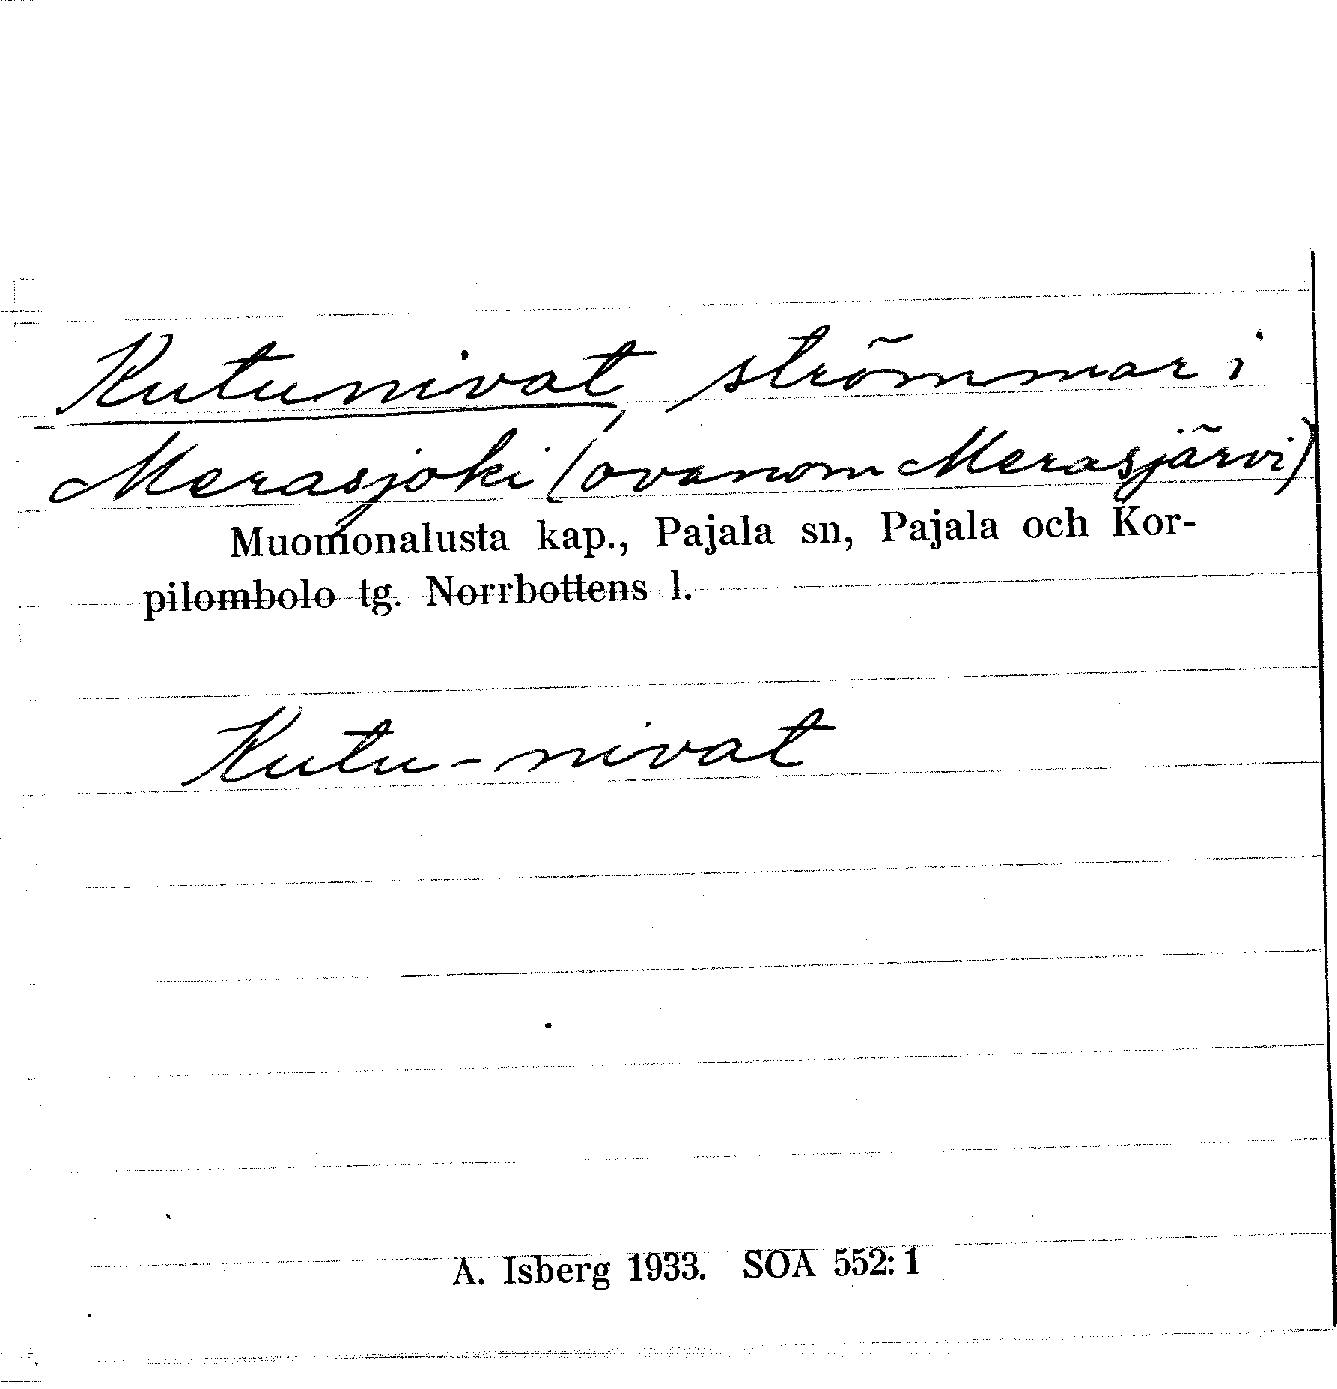 Kutunivat, strömmar i
Merasjoki (ovanom Merasjärvi)
Muonionalusta kap., Pajala sn, Pajala och Kor-
pilombolo tg. Norrbottens l.
Kutu-nivat
A. Isberg 1933. SOA 552:1